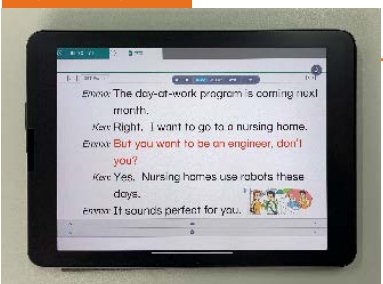 Emma: The day-at-work program is coming next
month.
Ken: Right. I want to go to a nursing home.
Emma: But you want to be an engineer, don't
you?
Ken: Yes. Nursing homes use robots these
days.
Emma: It sounds perfect for you.